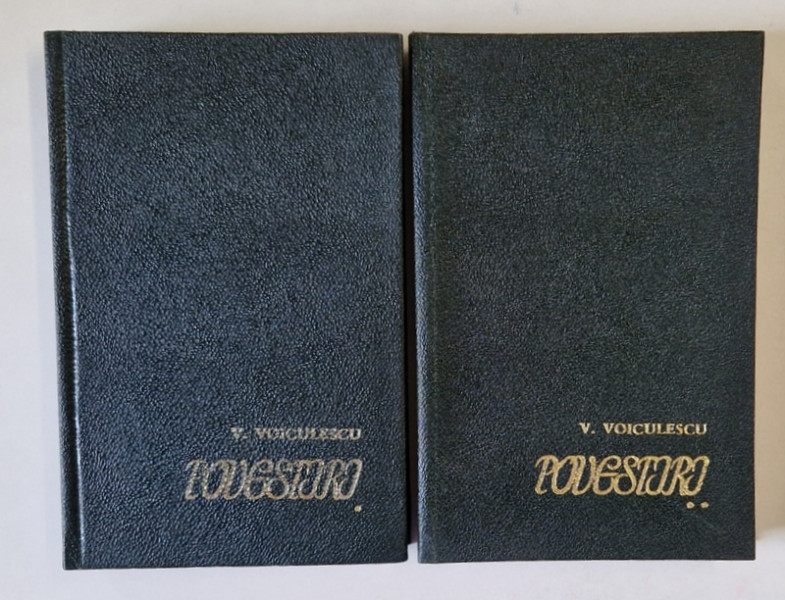 V. VOICULESCU
POVESTIRI
•
V. VOICULESCU
POVESTIRI
••